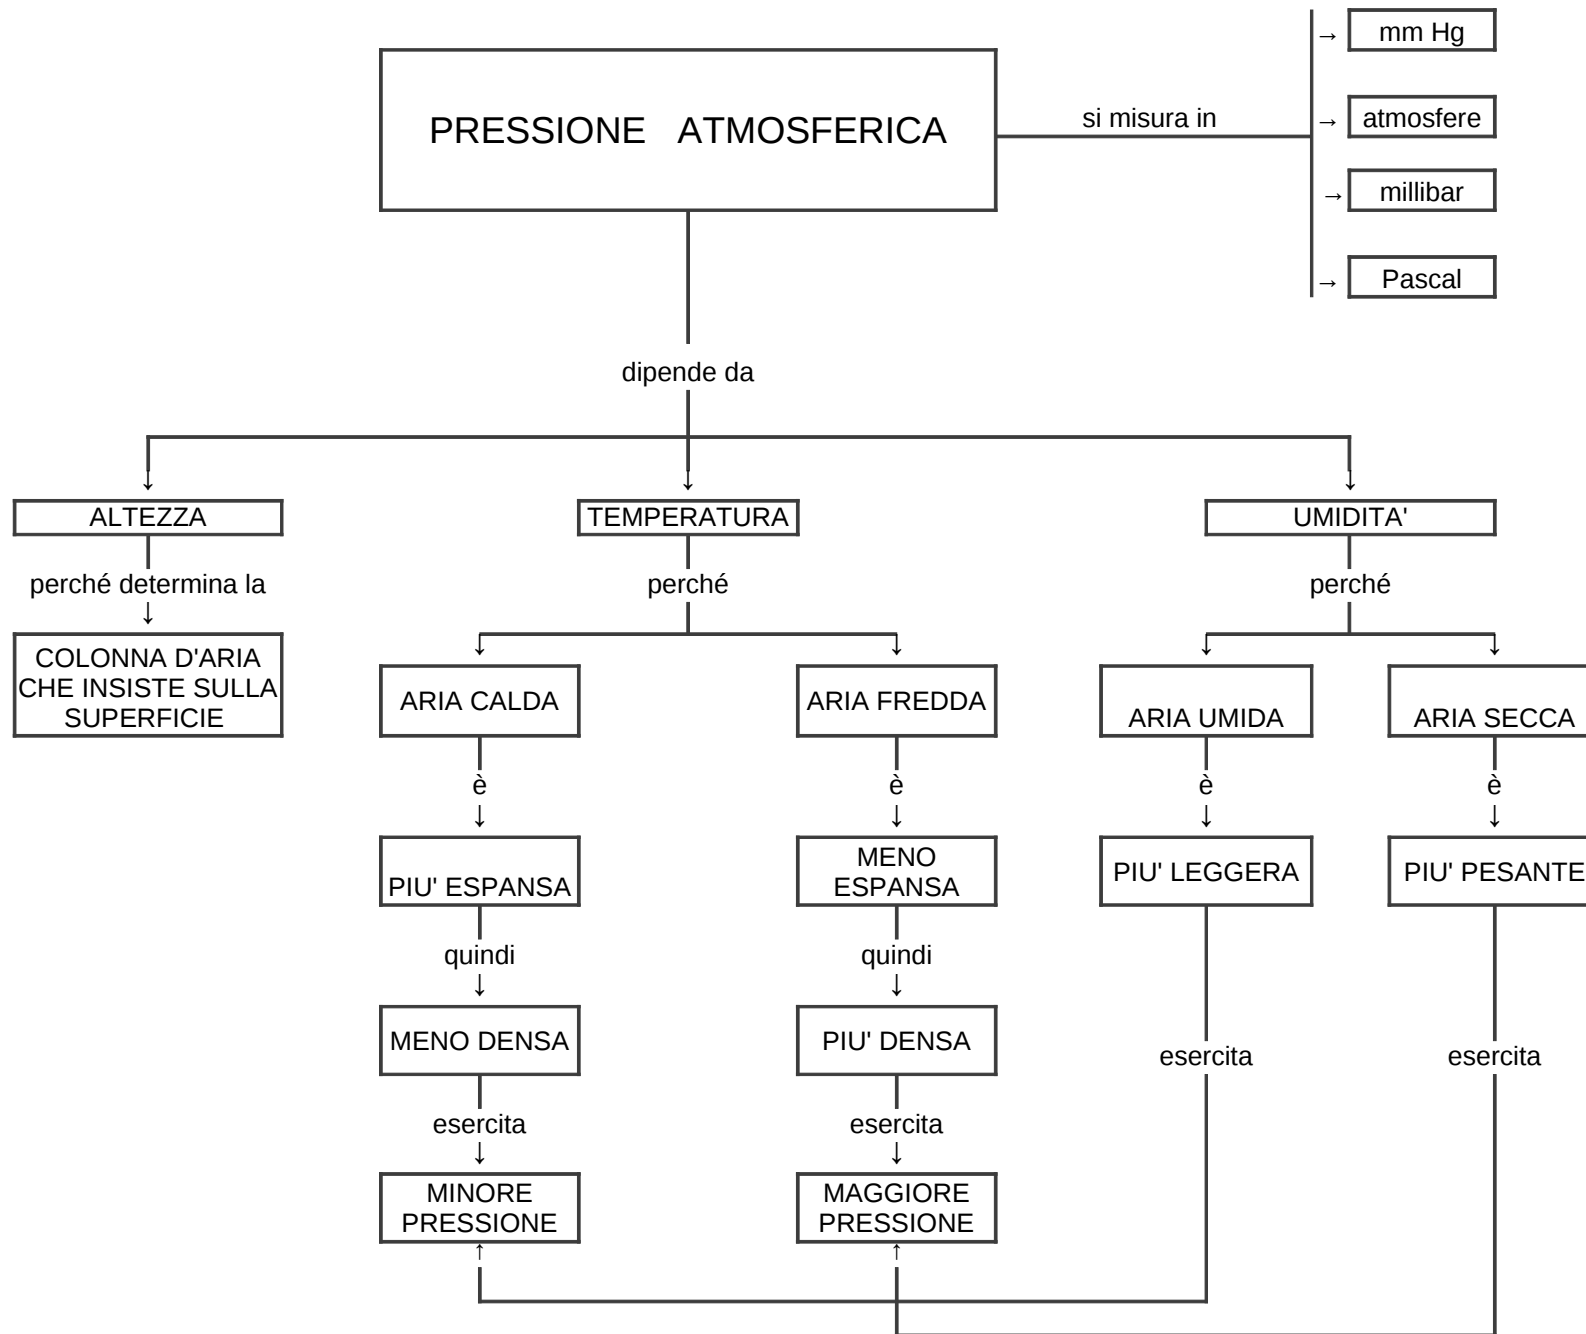 mm Hg
PRESSIONE ATMOSFERICA
si misura in
→ atmosfere
→ millibar
→ Pascal
dipende da
ALTEZZA
TEMPERATURA
UMIDITA'
perché determina la
perché
perché
COLONNA D'ARIA
CHE INSISTE SULLA
SUPERFICIE
ARIA CALDA
ARIA FREDDA
ARIA UMIDA
ARIA SECCA
è
è
è
è
PIU' ESPANSA
MENO
ESPANSA
PIU' LEGGERA
PIU' PESANTE
quindi
quindi
MENO DENSA
PIU' DENSA
esercita
esercita
esercita
esercita
MINORE
PRESSIONE
MAGGIORE
PRESSIONE